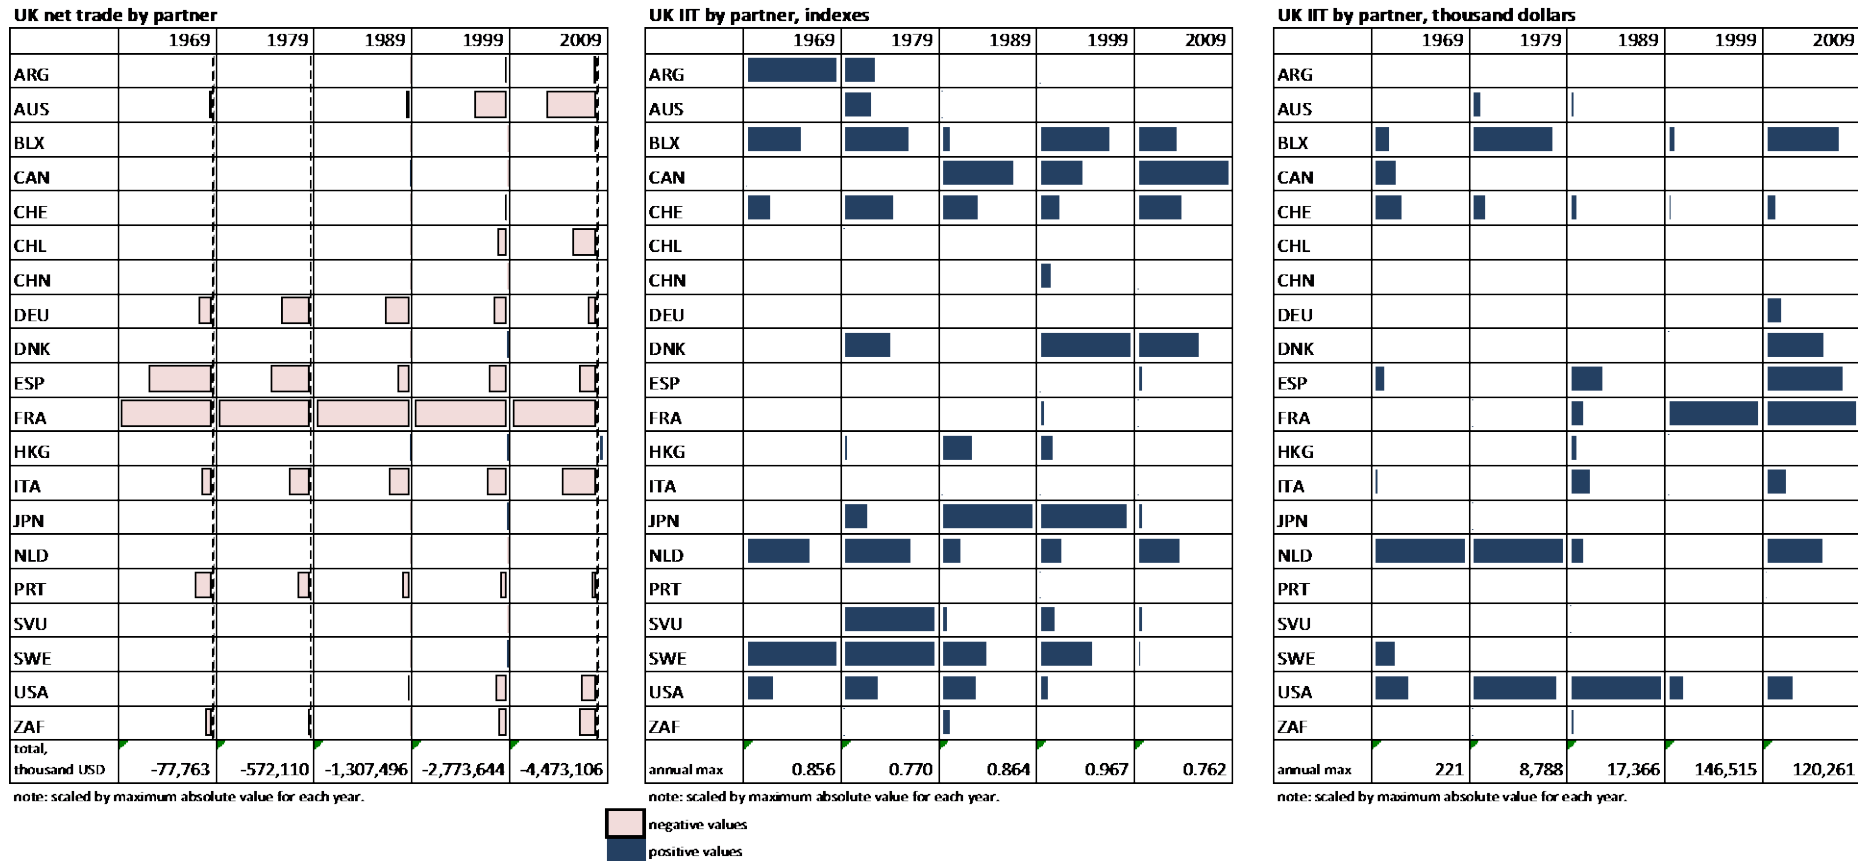 UK net trade by partner
1969 1979 1989 1999 2009
ARG
AUS
BLX
CAN
CHE
CHL
CHN
DEU
DNK
ESP
FRA
HKG
ITA
JPN
NLD
PRT
SVU
SWE
USA
ZAF
total,
thousand USD -77,763 -572,110 -1,307,496 -2,773,644 -4,473,106
note: scaled by maximum absolute value for each year.
UK IIT by partner, indexes
1969 1979 1989 1999 2009
ARG
AUS
BLX
CAN
CHE
CHL
CHN
DEU
DNK
ESP
FRA
HKG
ITA
JPN
NLD
PRT
SVU
SWE
USA
ZAF
annual max 0.856 0.770 0.864 0.967 0.762
note: scaled by maximum absolute value for each year.
UK IIT by partner, thousand dollars
1969 1979 1989 1999 2009
ARG
AUS
BLX
CAN
CHE
CHL
CHN
DEU
DNK
ESP
FRA
HKG
ITA
JPN
NLD
PRT
SVU
SWE
USA
ZAF
annual max 221 8,788 17,366 146,515 120,261
note: scaled by maximum absolute value for each year.
negative values
positive values